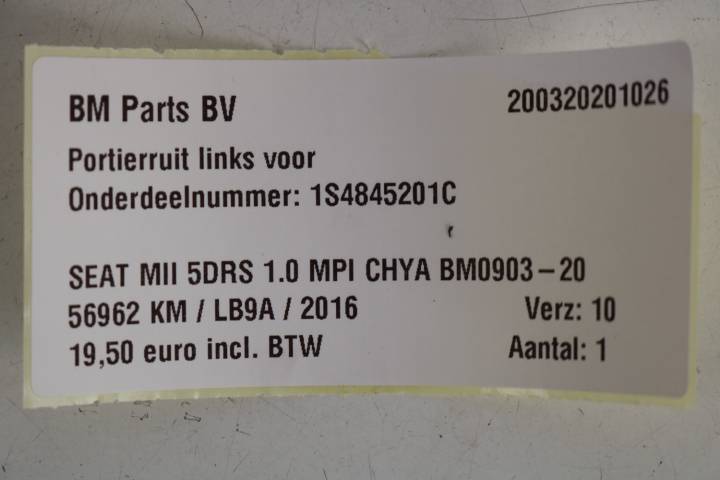 BM Parts BV 200320201026
Portierruit links voor
Onderdeelnummer: 1S4845201C
SEAT MII 5DRS 1.0 MPI CHYA BM0903-20
56962 KM / LB9A / 2016 Verz: 10
19,50 euro incl. BTW Aantal: 1